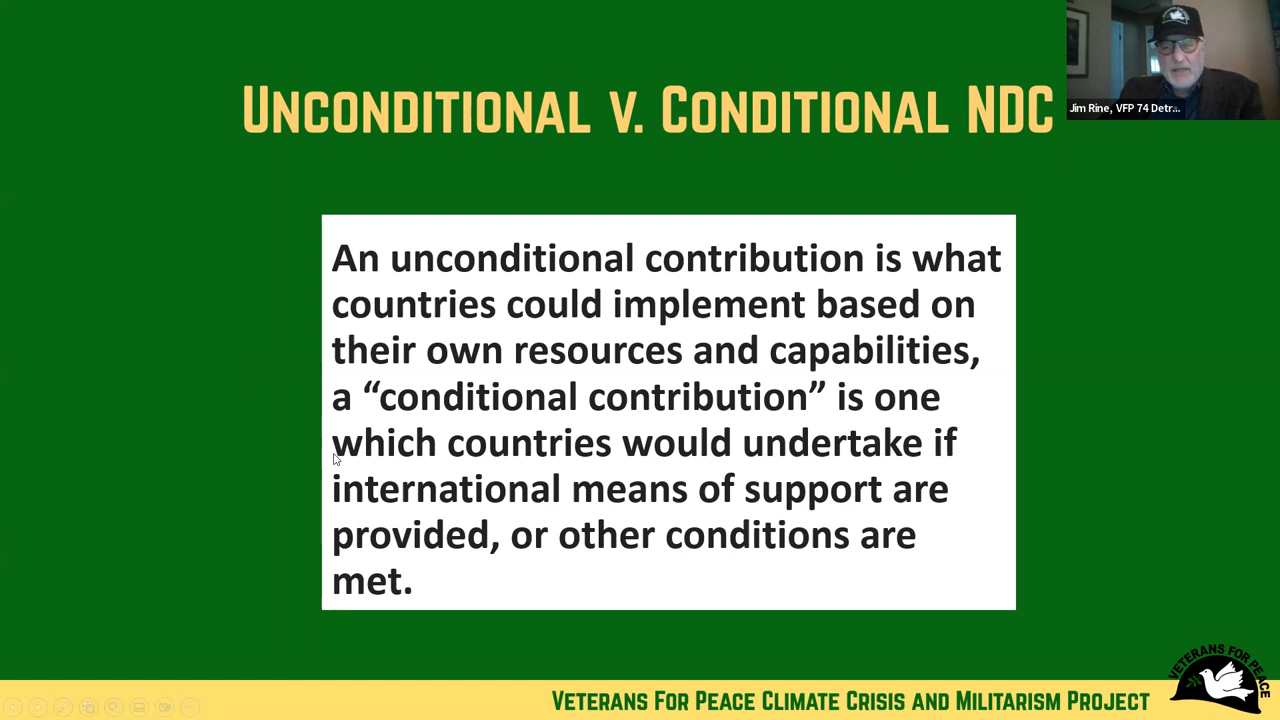 UNCONDITIONAL V. CONDITIONAL NDC
Jim Rine, VFP 74 Detr...
An unconditional contribution is what
countries could implement based on
their own resources and capabilities,
a “conditional contribution” is one
which countries would undertake if
international means of support are
provided, or other conditions are
met.
VETERANS FOR PEACE CLIMATE CRISIS AND MILITARISM PROJECT
VETERANS FOR PEACE